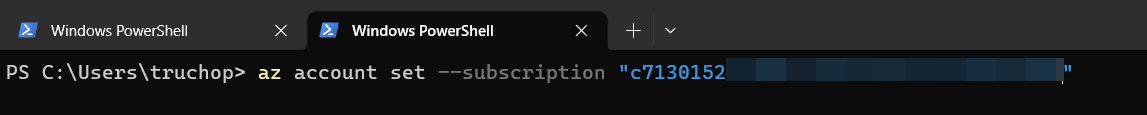 Windows PowerShell
Windows PowerShell
PS C:\Users\truchop> az account set --subscription "c7130152"